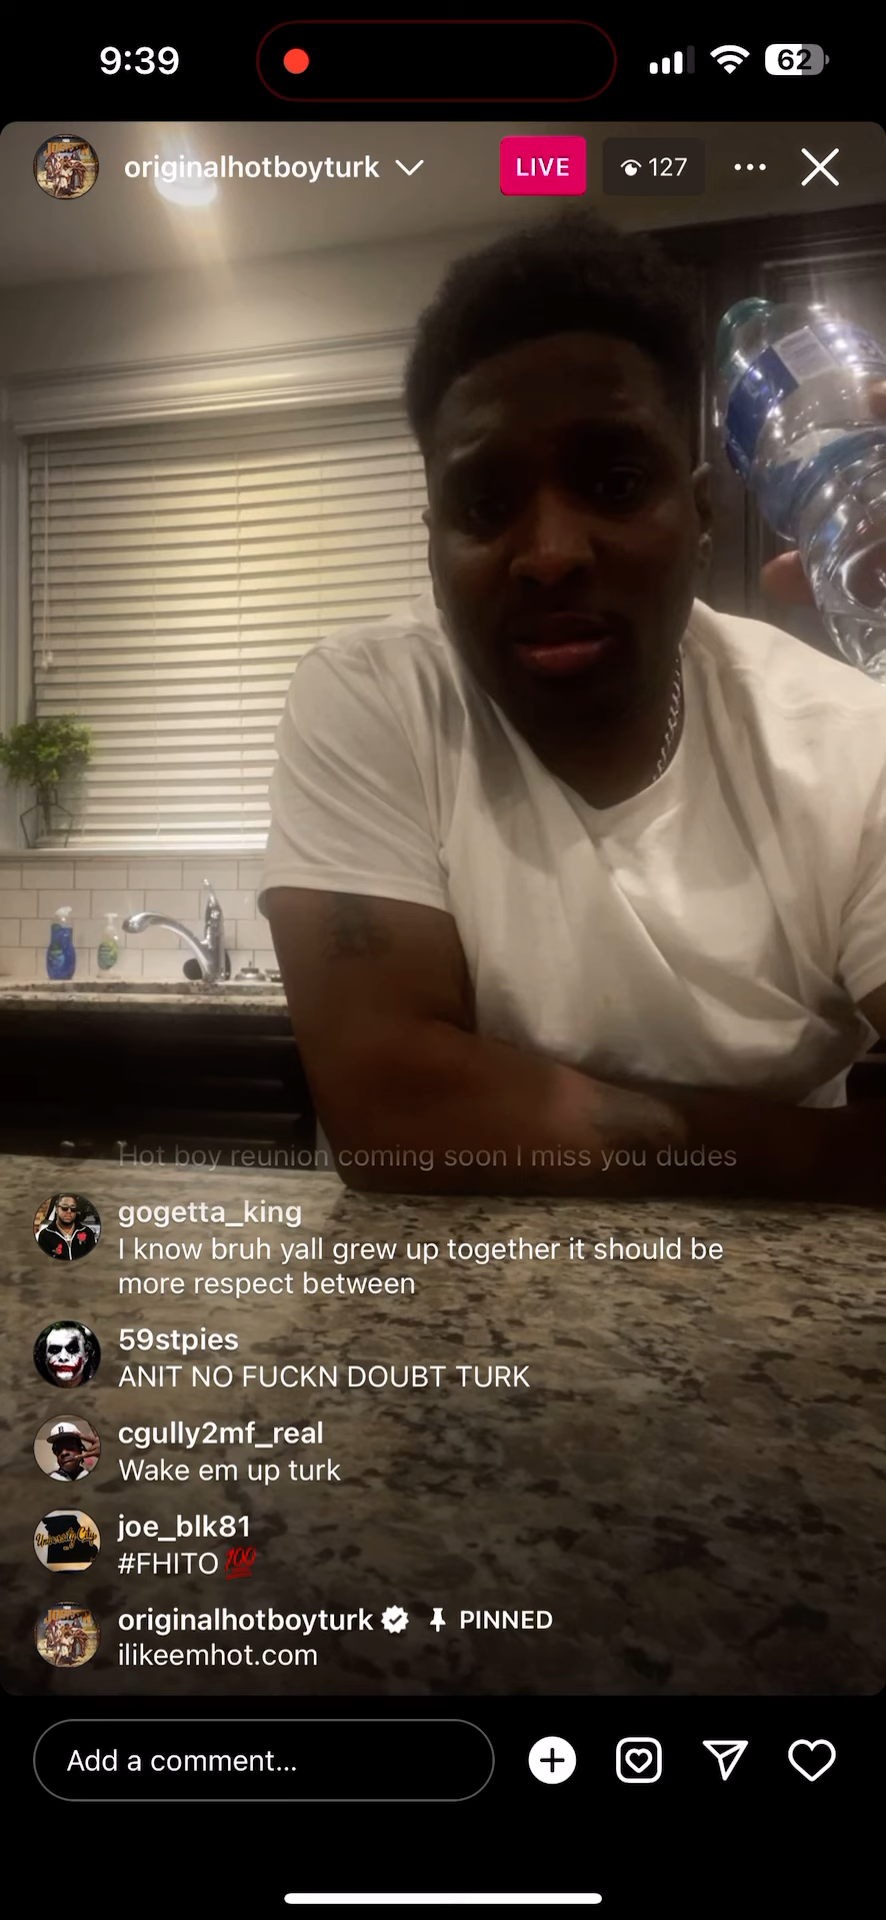 9:39
62
originalhotboyturk
LIVE
127
Hot boy reunion coming soon I miss you dudes
gogetta_king
I know bruh yall grew up together it should be
more respect between
59stpies
ANIT NO FUCKN DOUBT TURK
cgully2mf_real
Wake em up turk
joe_blk81
#FHITO💯
originalhotboyturk PINNED
ilikeemhot.com
Add a comment...